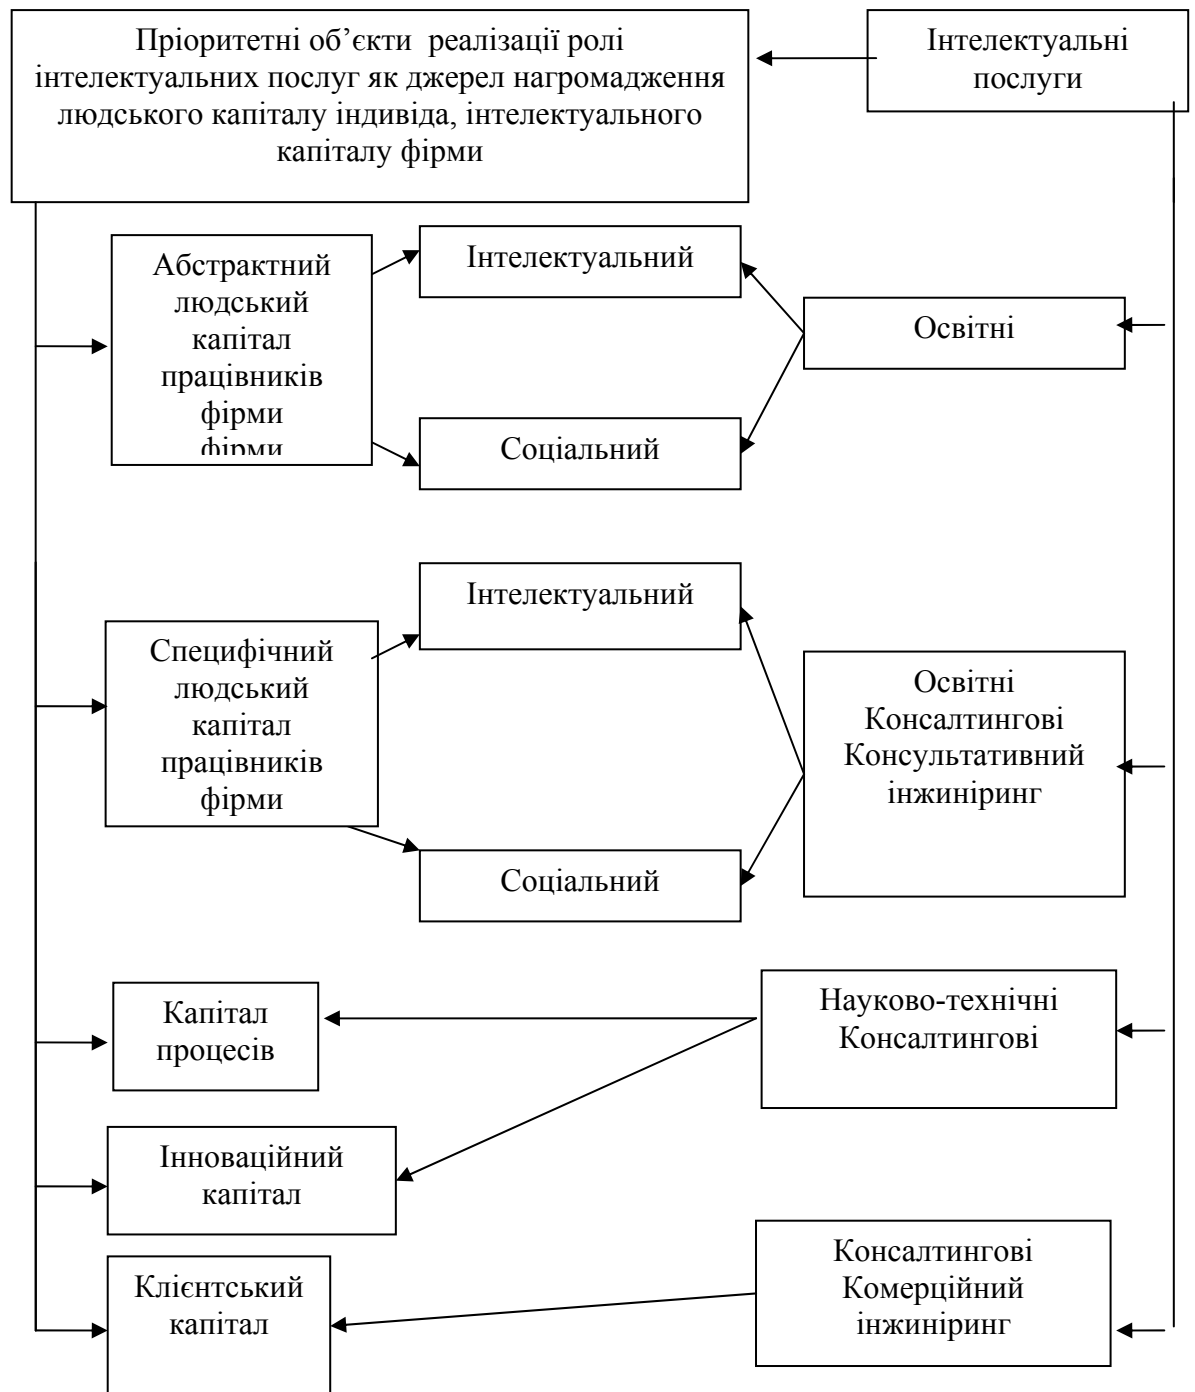 Пріоритетні об’єкти реалізації ролі
інтелектуальних послуг як джерел нагромадження
людського капіталу індивіда, інтелектуального
капіталу фірми
Інтелектуальні
послуги
Абстрактний
людський
капітал
працівників
фірми
фірми
Інтелектуальний
Соціальний
Освітні
Специфічний
людський
капітал
працівників
фірми
Інтелектуальний
Соціальний
Освітні
Консалтингові
Консультативний
інжиніринг
Капітал
процесів
Науково-технічні
Консалтингові
Інноваційний
капітал
Клієнтський
капітал
Консалтингові
Комерційний
інжиніринг